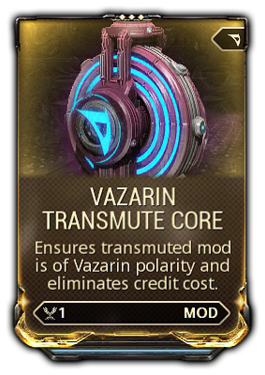 VAZARIN
TRANSMUTE CORE
Ensures transmuted mod
is of Vazarin polarity and
eliminates credit cost.
1 MOD